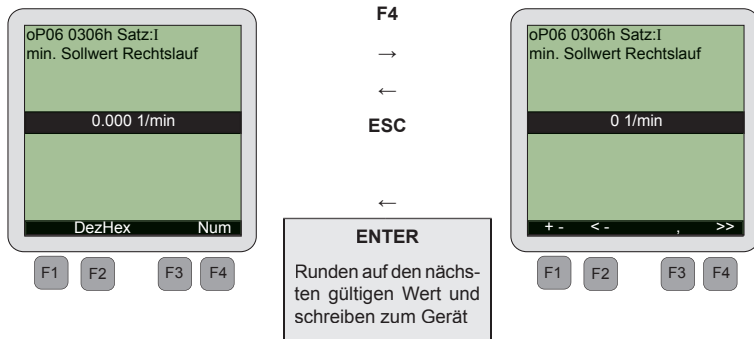 oP06 0306h Satz:I
min. Sollwert Rechtslauf
0.000 1/min
DezHex Num
F1 F2 F3 F4
F4
→
←
ESC
←
ENTER
Runden auf den nächs-
ten gültigen Wert und
schreiben zum Gerät
oP06 0306h Satz:I
min. Sollwert Rechtslauf
0 1/min
+ - < - , >>
F1 F2 F3 F4